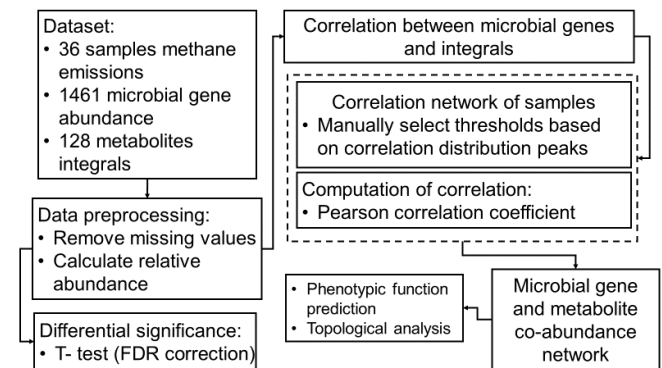 Dataset:
• 36 samples methane
emissions
• 1461 microbial gene
abundance
• 128 metabolites
integrals
Data preprocessing:
• Remove missing values
• Calculate relative
abundance
Differential significance:
• T- test (FDR correction)
Correlation between microbial genes
and integrals
Correlation network of samples
• Manually select thresholds based
on correlation distribution peaks
Computation of correlation:
• Pearson correlation coefficient
Microbial gene
and metabolite
co-abundance
network
• Phenotypic function
prediction
• Topological analysis